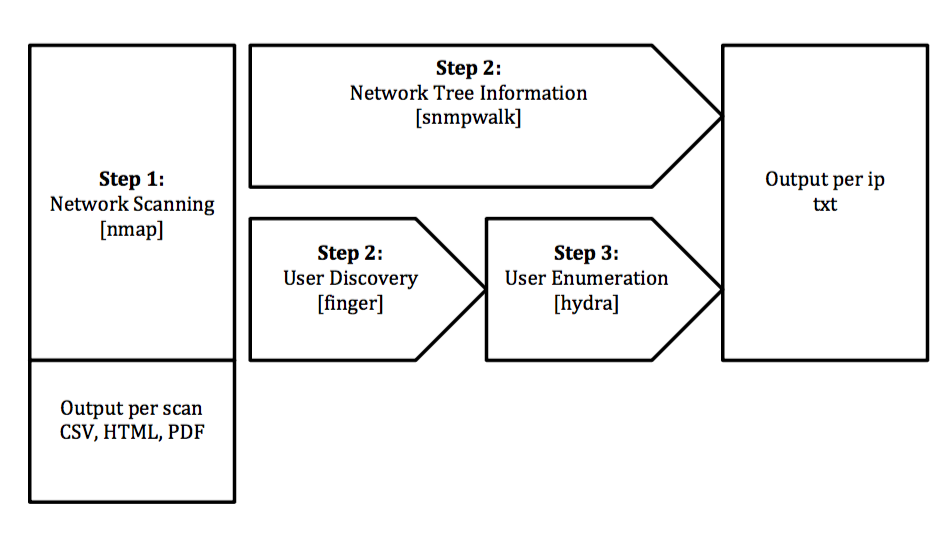 Step 1:
Network Scanning
[nmap]
Output per scan
CSV, HTML, PDF
Step 2:
Network Tree Information
[snmpwalk]
Step 2:
User Discovery
[finger]
Step 3:
User Enumeration
[hydra]
Output per ip
txt